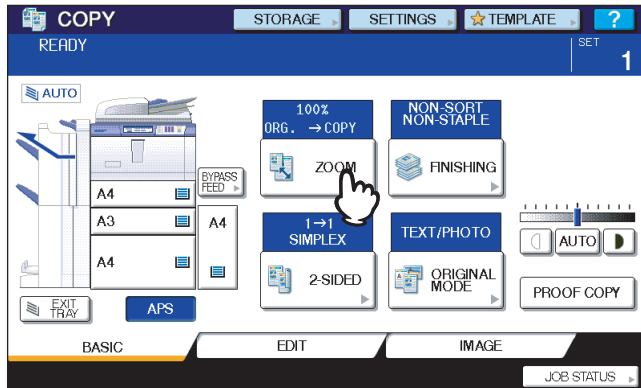 COPY
STORAGE
SETTINGS
TEMPLATE
?
READY
SET
1
AUTO
100%
ORG. →COPY
ZOOM
NON-SORT
NON-STAPLE
FINISHING
A4
BYPASS
FEED
A3
A4
A4
1→1
SIMPLEX
2-SIDED
TEXT/PHOTO
ORIGINAL
MODE
AUTO
PROOF COPY
EXIT
TRAY
APS
BASIC
EDIT
IMAGE
JOB STATUS